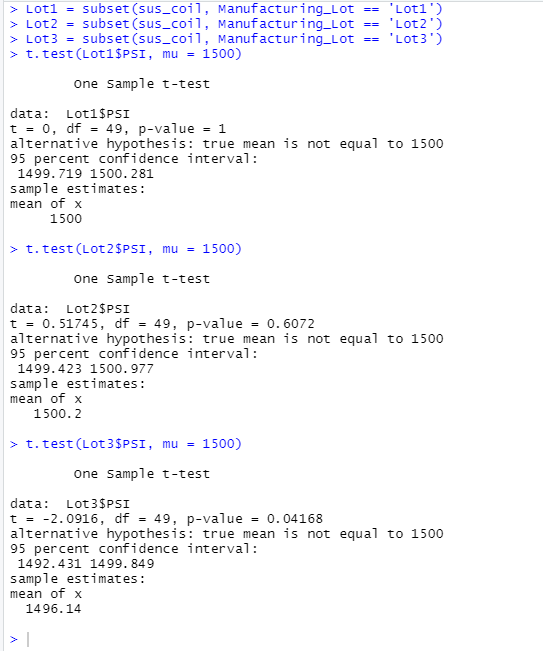 > Lot1 = subset(sus_coil, Manufacturing_Lot == 'Lot1')
> Lot2 = subset(sus_coil, Manufacturing_Lot == 'Lot2')
> Lot3 = subset(sus_coil, Manufacturing_Lot == 'Lot3')
> t.test(Lot1$PSI, mu = 1500)
One Sample t-test
data:  Lot1$PSI
t = 0, df = 49, p-value = 1
alternative hypothesis: true mean is not equal to 1500
95 percent confidence interval:
1499.719 1500.281
sample estimates:
mean of x
1500
> t.test(Lot2$PSI, mu = 1500)
One Sample t-test
data:  Lot2$PSI
t = 0.51745, df = 49, p-value = 0.6072
alternative hypothesis: true mean is not equal to 1500
95 percent confidence interval:
1499.423 1500.977
sample estimates:
mean of x
1500.2
> t.test(Lot3$PSI, mu = 1500)
One Sample t-test
data:  Lot3$PSI
t = -2.0916, df = 49, p-value = 0.04168
alternative hypothesis: true mean is not equal to 1500
95 percent confidence interval:
1492.431 1499.849
sample estimates:
mean of x
1496.14
>